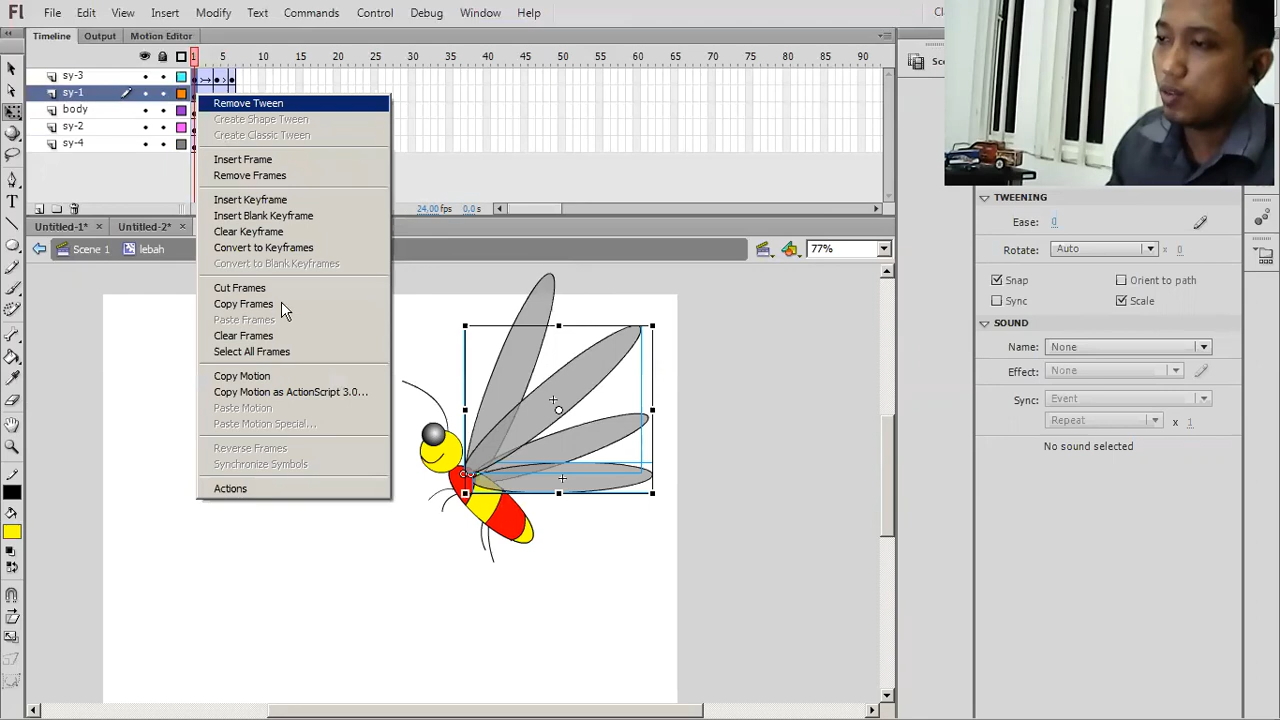 Fl File Edit View Insert Modify Text Commands Control Debug Window Help
Timeline Output Motion Editor
1 5 10 15 20 25 30 35 40 45 50 55 60 65 70 75 80 85
sy-3
sy-1
body
sy-2
sy-4
Remove Tween
Create Shape Tween
Create Classic Tween
Insert Frame
Remove Frames
Insert Keyframe
Insert Blank Keyframe
Clear Keyframe
Convert to Keyframes
Convert to Blank Keyframes
Cut Frames
Copy Frames
Paste Frames
Clear Frames
Select All Frames
Copy Motion
Copy Motion as ActionScript 3.0...
Paste Motion
Paste Motion Special...
Reverse Frames
Synchronize Symbols
Actions
24,00 fps 0,0 s
Untitled-1* × Untitled-2* ×
Scene 1 lebah 77%
TWEENING
Ease: 0
Rotate: Auto x 0
Snap Orient to path
Sync Scale
SOUND
Name: None
Effect: None
Sync: Event
Repeat x 1
No sound selected